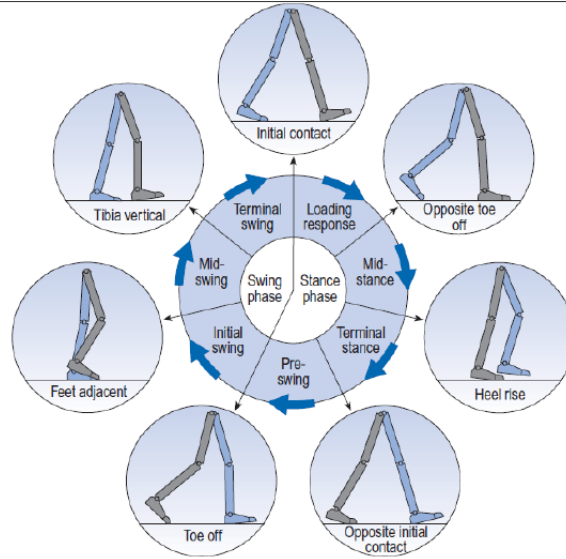 Initial contact
Tibia vertical
Opposite toe
off
Terminal
swing
Loading
response
Mid-
swing
Swing
phase
Stance
phase
Mid-
stance
Initial
swing
Terminal
stance
Pre-
swing
Feet adjacent
Heel rise
Toe off
Opposite initial
contact